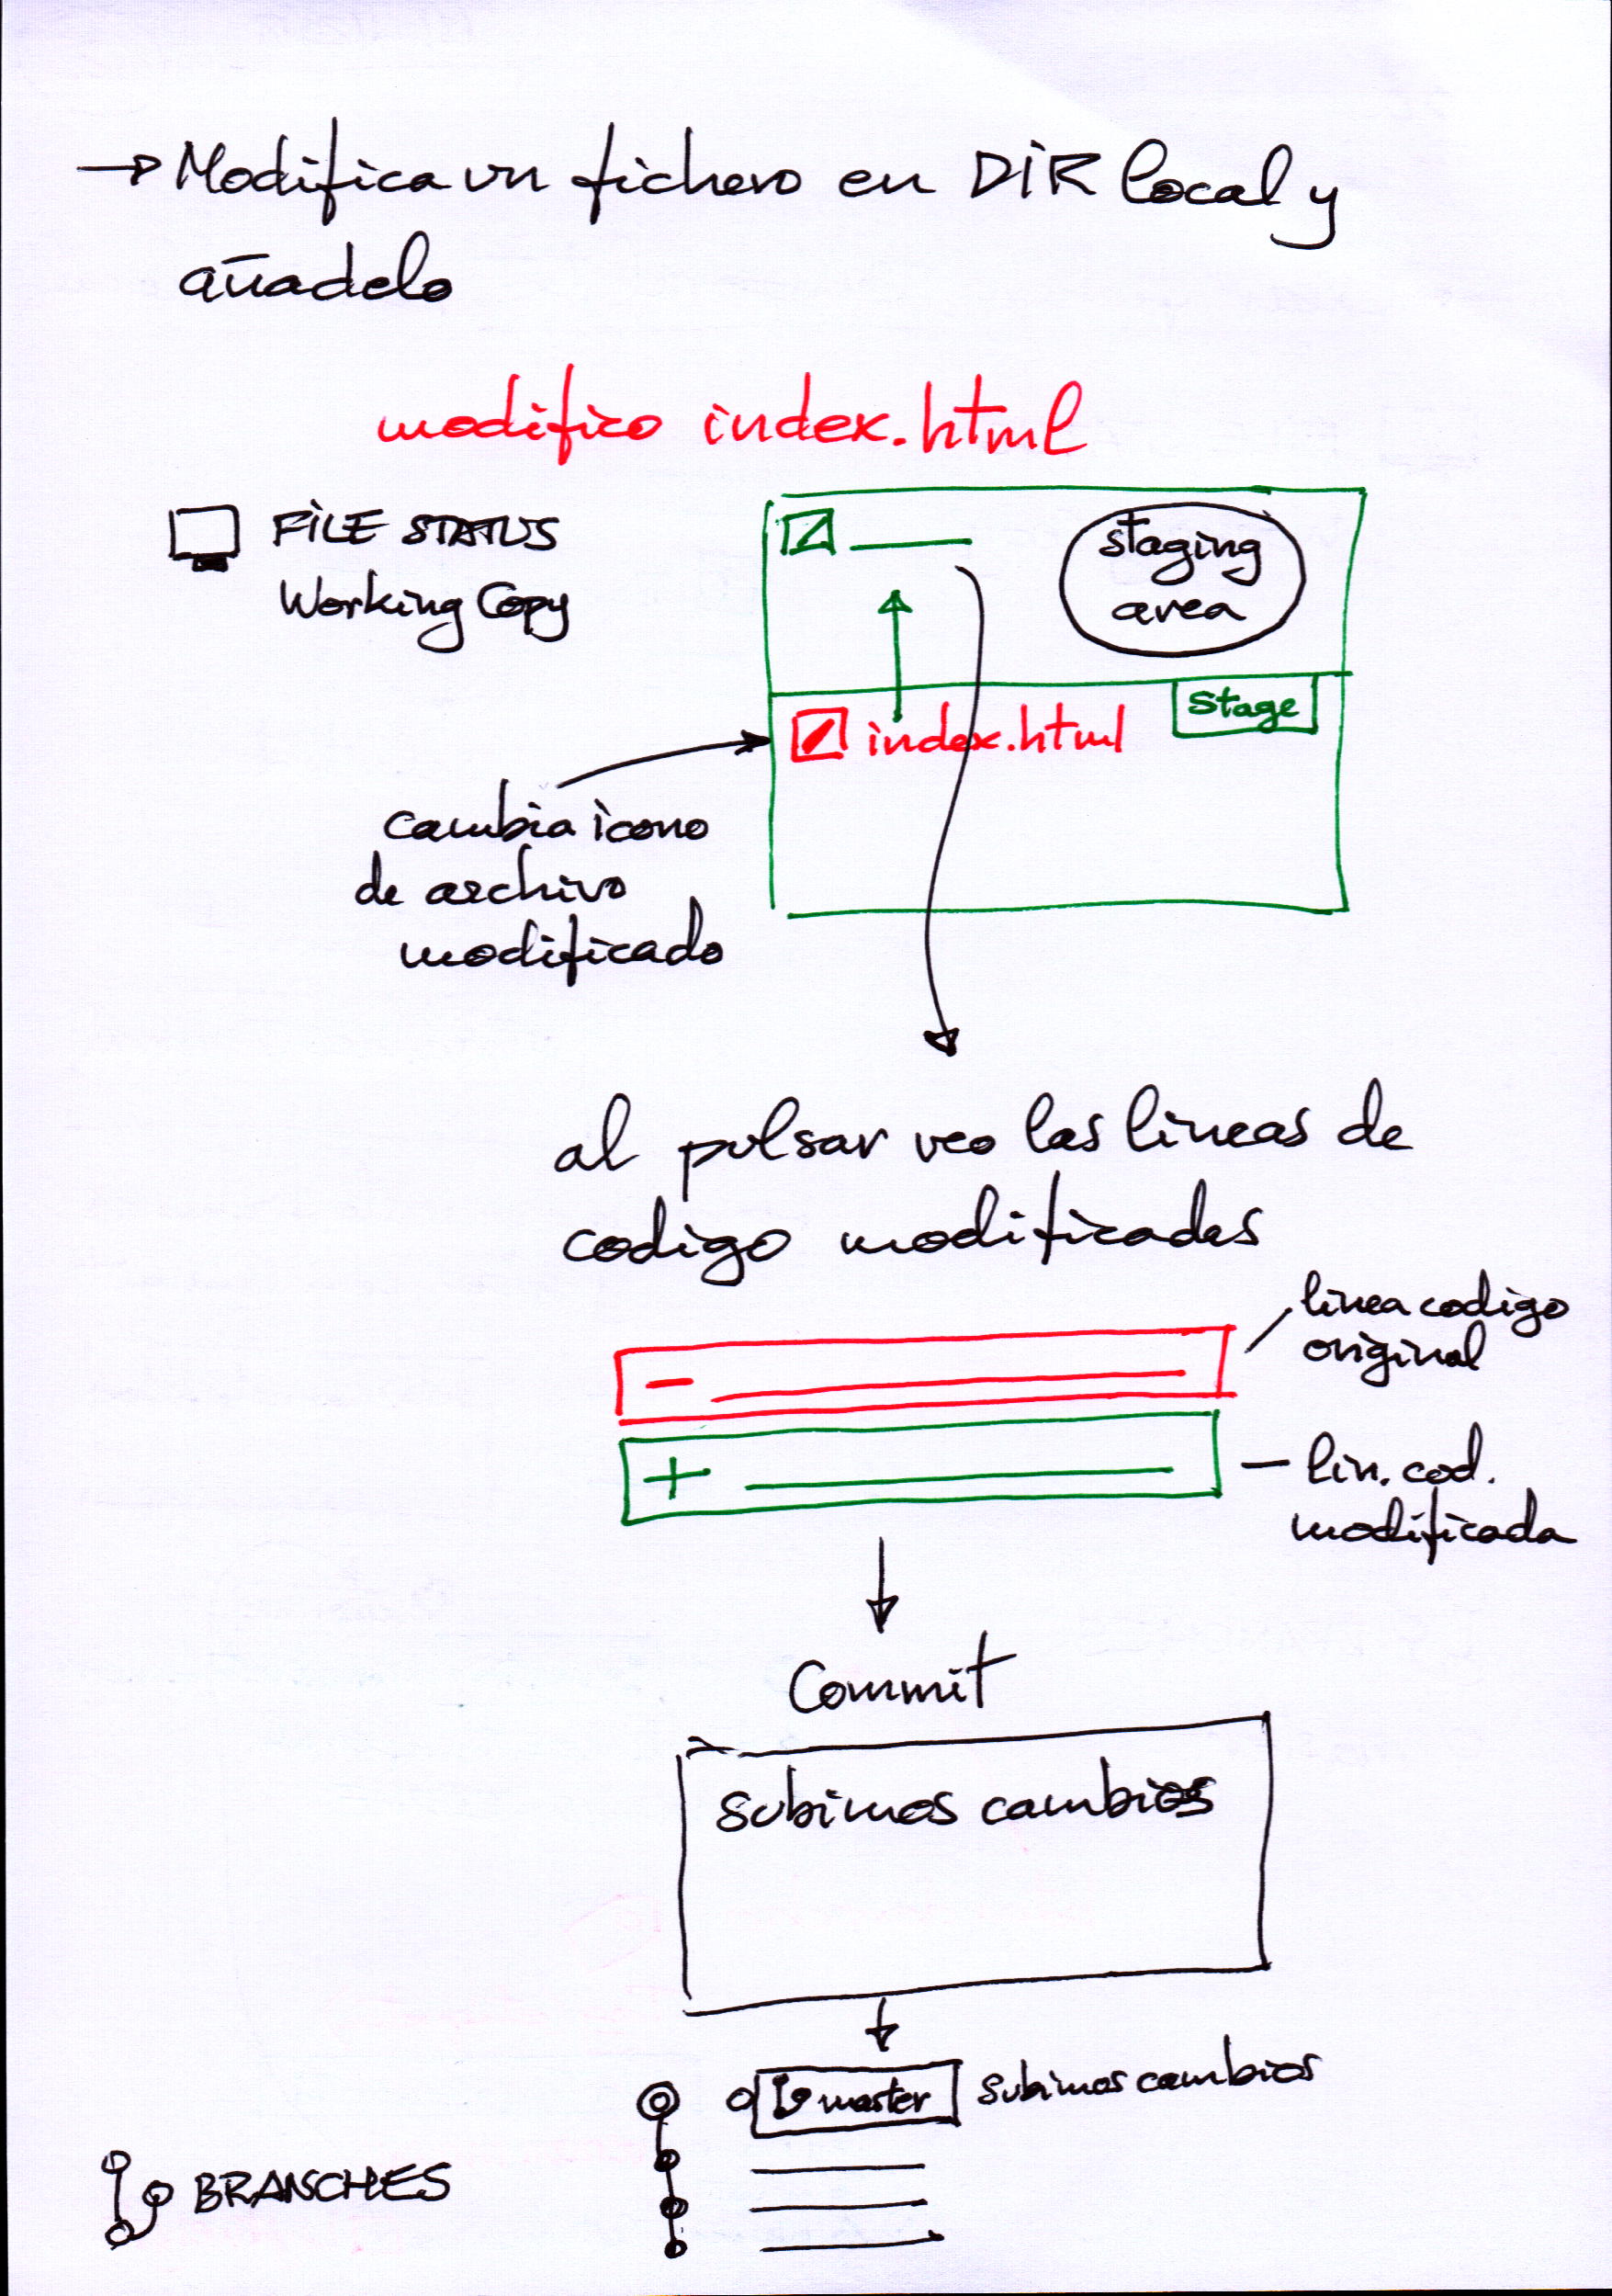 → Modifica un fichero en DIR local y
añadelo
modifico index.html
FILE STATUS
Working Copy
staging
area
Stage
index.html
cambia icono
de archivo
modificado
al pulsar veo las lineas de
codigo modificadas
linea codigo
original
–
+
lin. cod.
modificada
Commit
subimos cambios
master subimos cambios
BRANCHES